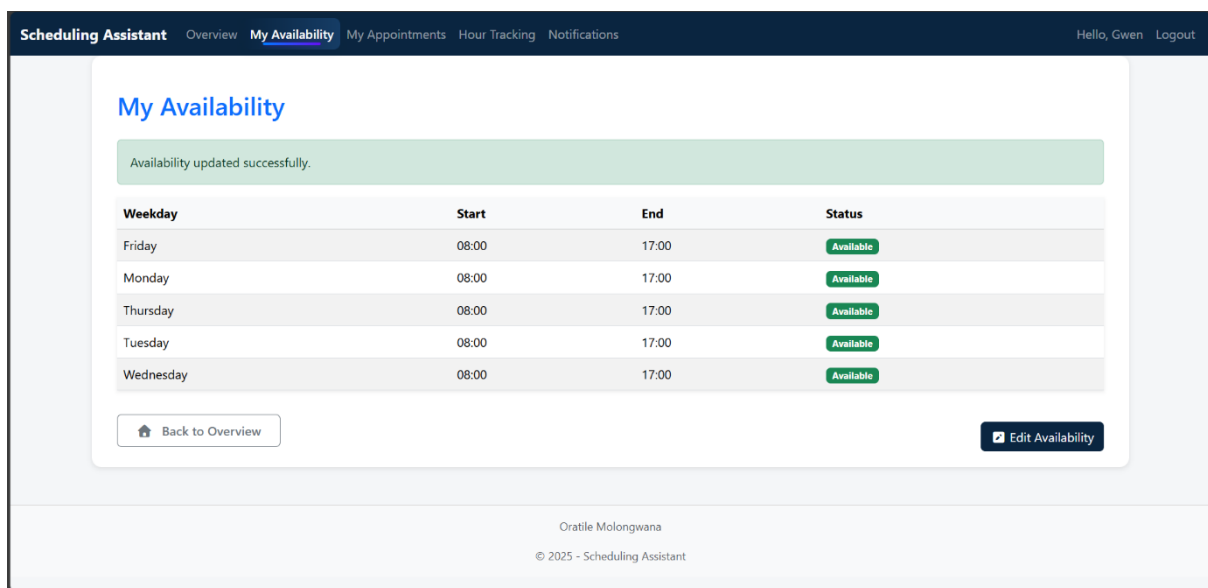 Scheduling Assistant Overview My Availability My Appointments Hour Tracking Notifications Hello, Gwen Logout
My Availability
Availability updated successfully.
Weekday Start End Status
Friday 08:00 17:00 Available
Monday 08:00 17:00 Available
Thursday 08:00 17:00 Available
Tuesday 08:00 17:00 Available
Wednesday 08:00 17:00 Available
Back to Overview Edit Availability
Oratile Molongwana
© 2025 - Scheduling Assistant